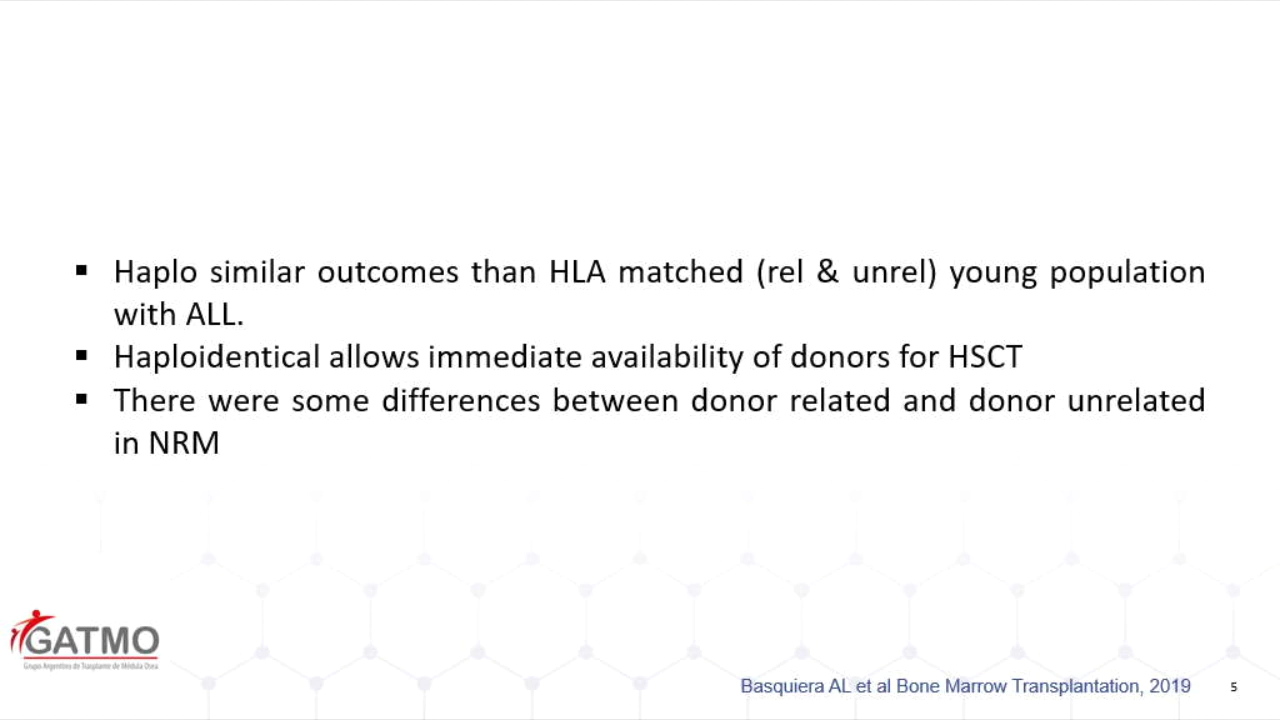 ▪ Haplo similar outcomes than HLA matched (rel & unrel) young population
with ALL.
▪ Haploidentical allows immediate availability of donors for HSCT
▪ There were some differences between donor related and donor unrelated
in NRM
GATMO
Grupo Argentino de Trasplante de Médula Ósea
Basquiera AL et al Bone Marrow Transplantation, 2019
5